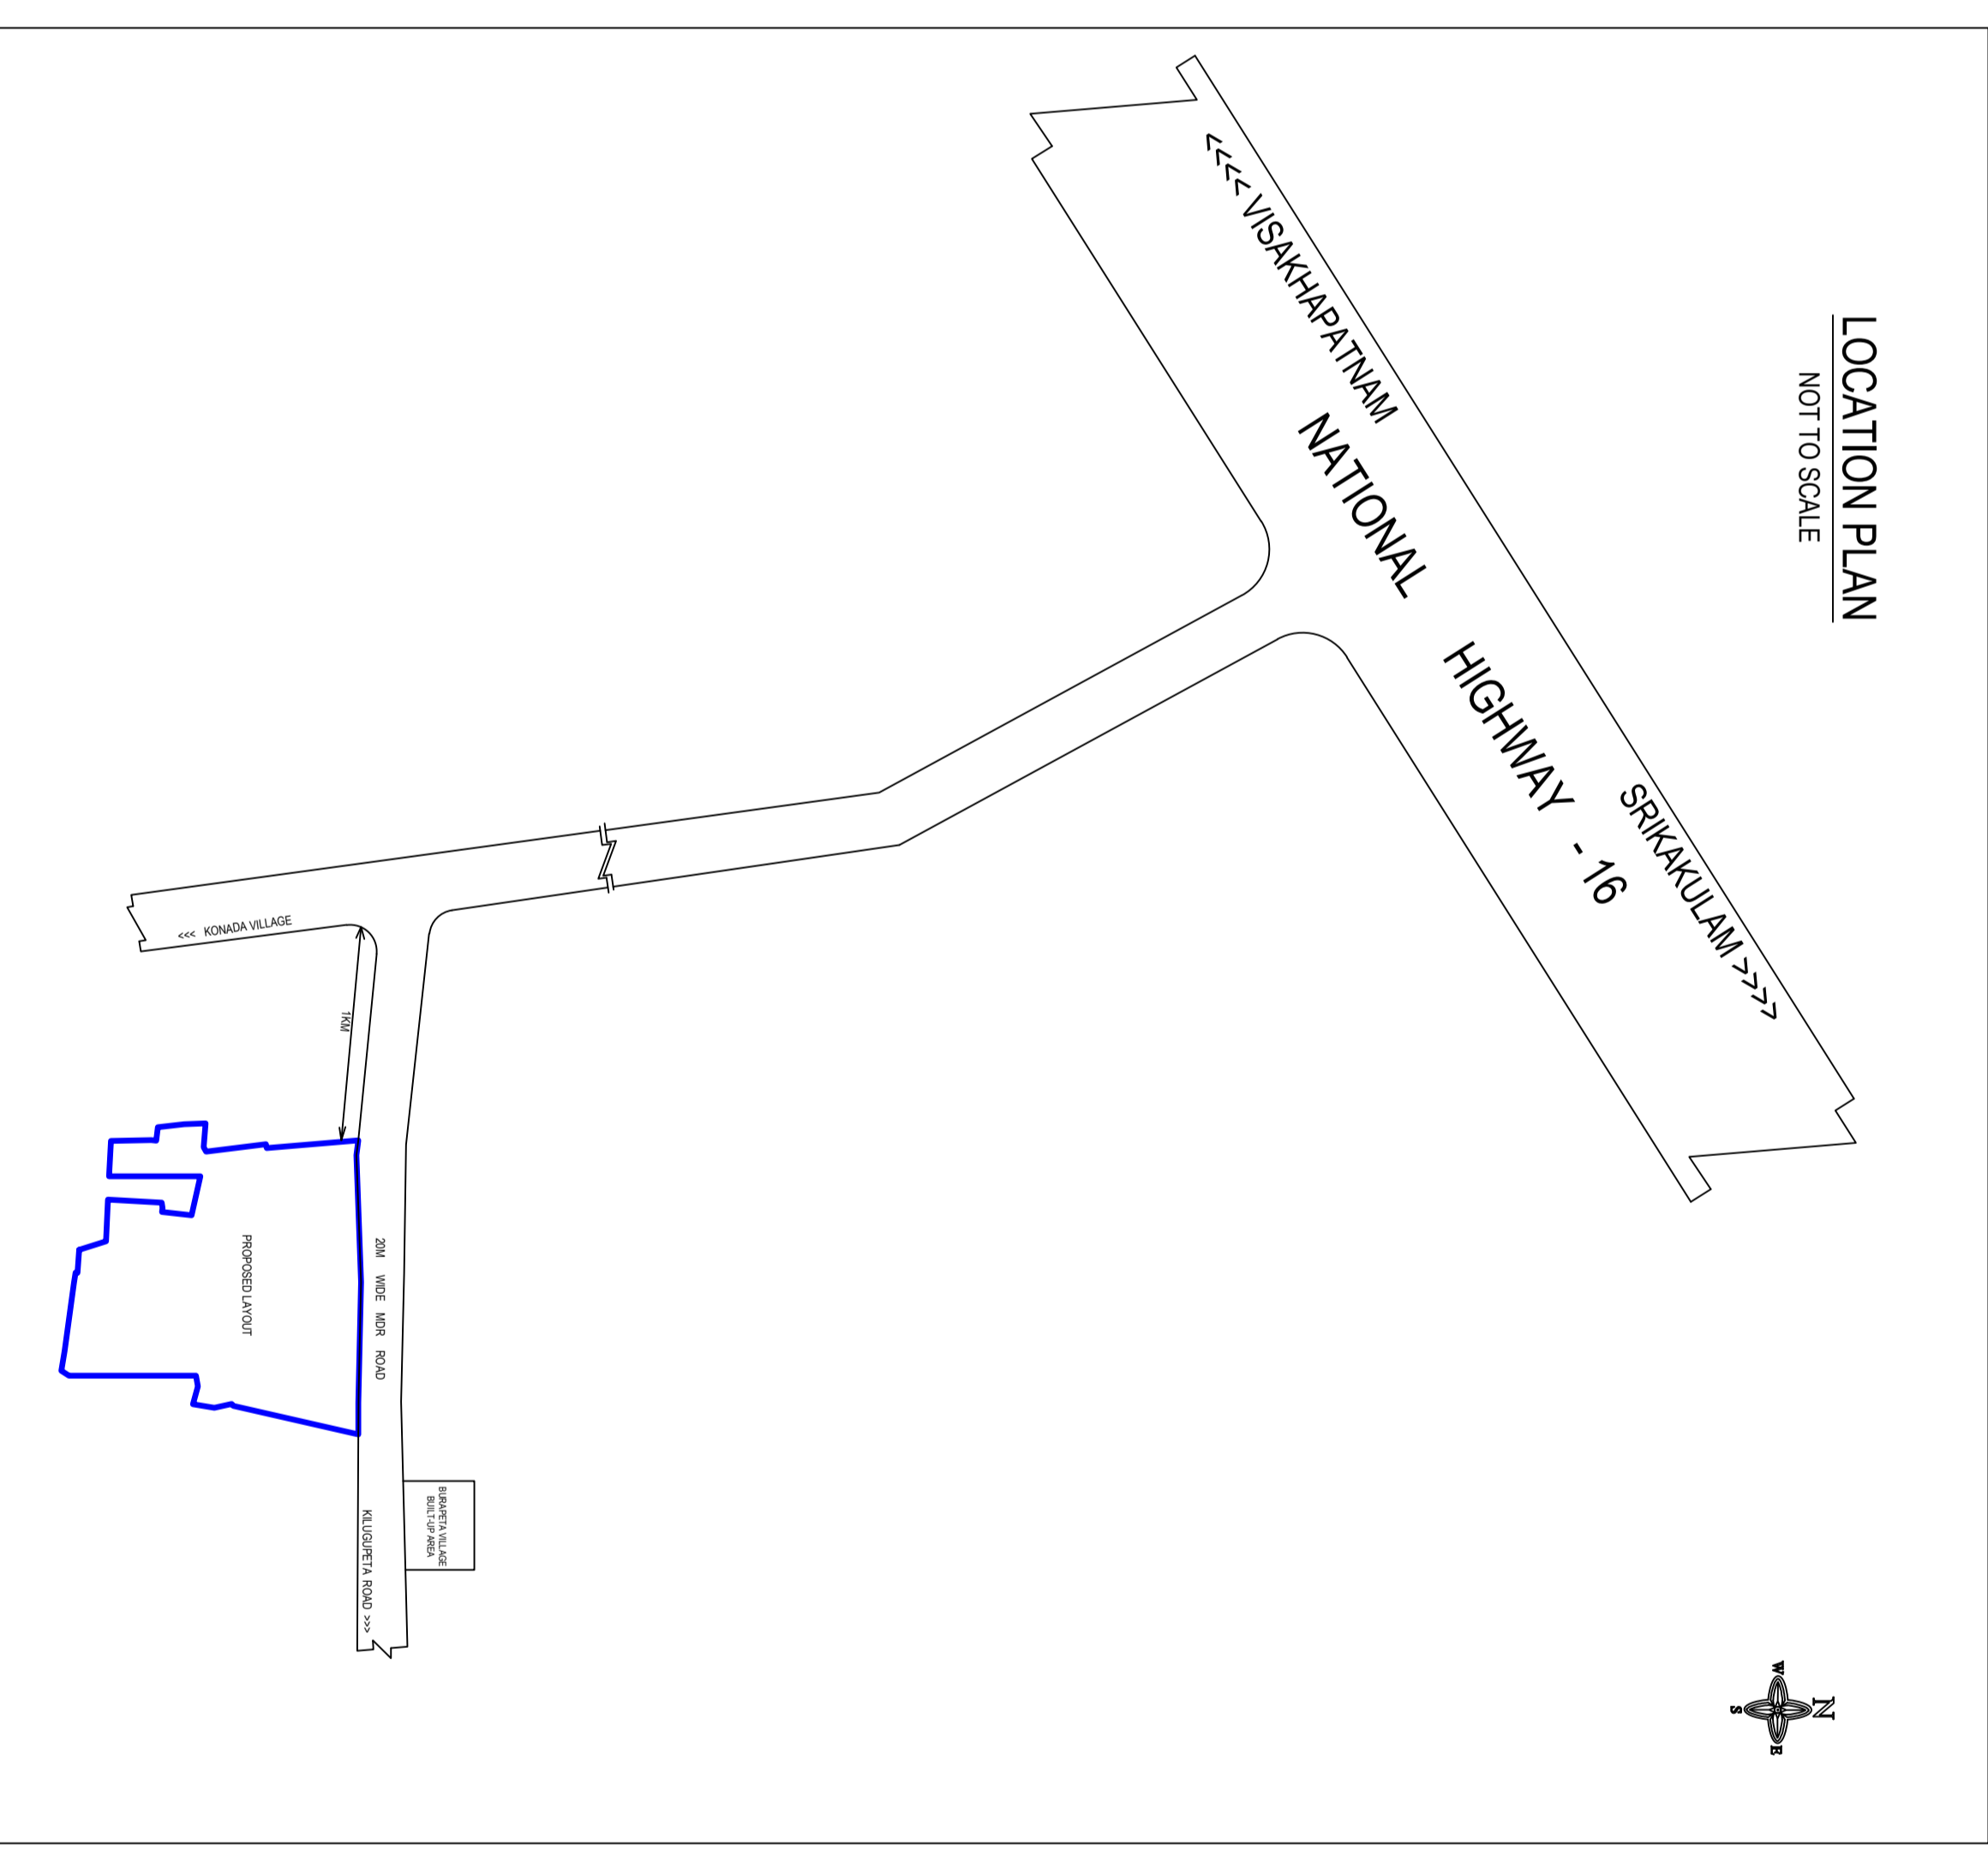 LOCATION PLAN
NOT TO SCALE
<<<<VISAKHAPATNAM
SRIKAKULAM >>>>
NATIONAL HIGHWAY - 16
<<< KONADA VILLAGE
1KM
20M WIDE MDR ROAD
PROPOSED LAYOUT
BURAPETA VILLAGE
BUILT-UP AREA
KILUGUPETA ROAD >>>
N
W
E
S